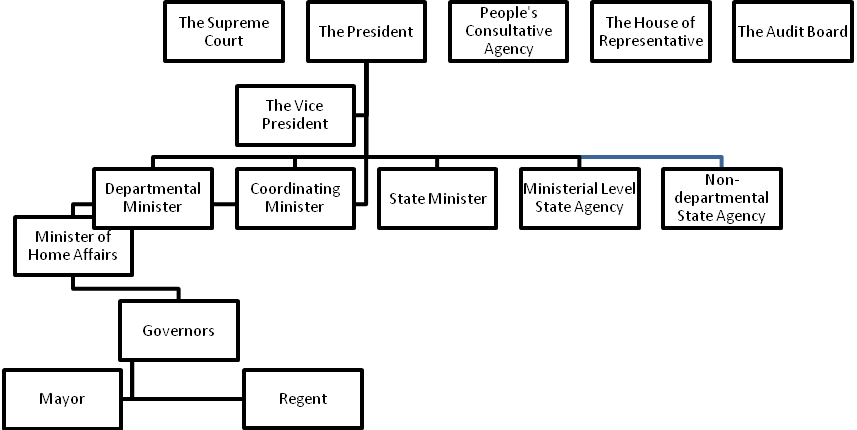 The Supreme
Court
The President
People's
Consultative
Agency
The House of
Representative
The Audit Board
The Vice
President
Departmental
Minister
Coordinating
Minister
State Minister
Ministerial Level
State Agency
Non-
departmental
State Agency
Minister of
Home Affairs
Governors
Mayor
Regent